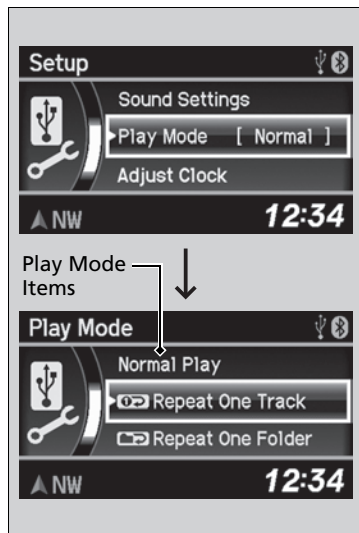 Setup
Sound Settings
Play Mode [ Normal ]
Adjust Clock
NW
12:34
Play Mode
Items
Play Mode
Normal Play
Repeat One Track
Repeat One Folder
NW
12:34